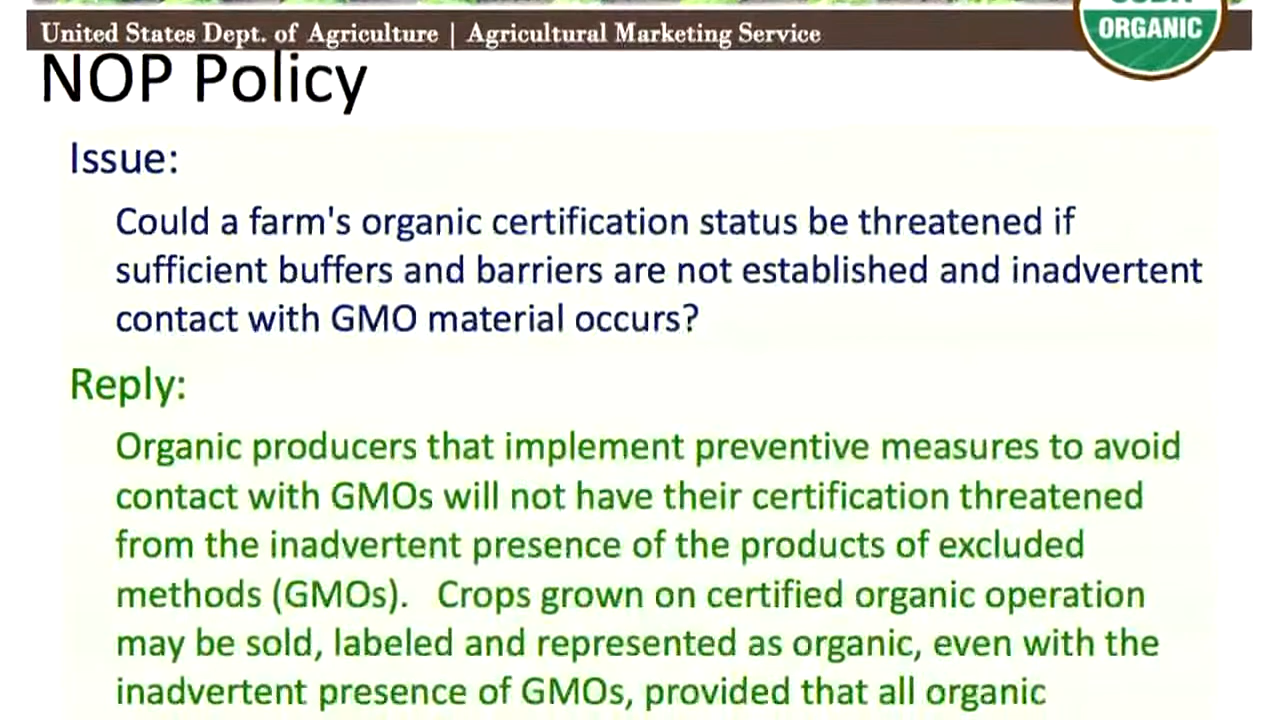 United States Dept. of Agriculture | Agricultural Marketing Service
ORGANIC
NOP Policy
Issue:
Could a farm's organic certification status be threatened if
sufficient buffers and barriers are not established and inadvertent
contact with GMO material occurs?
Reply:
Organic producers that implement preventive measures to avoid
contact with GMOs will not have their certification threatened
from the inadvertent presence of the products of excluded
methods (GMOs).   Crops grown on certified organic operation
may be sold, labeled and represented as organic, even with the
inadvertent presence of GMOs, provided that all organic